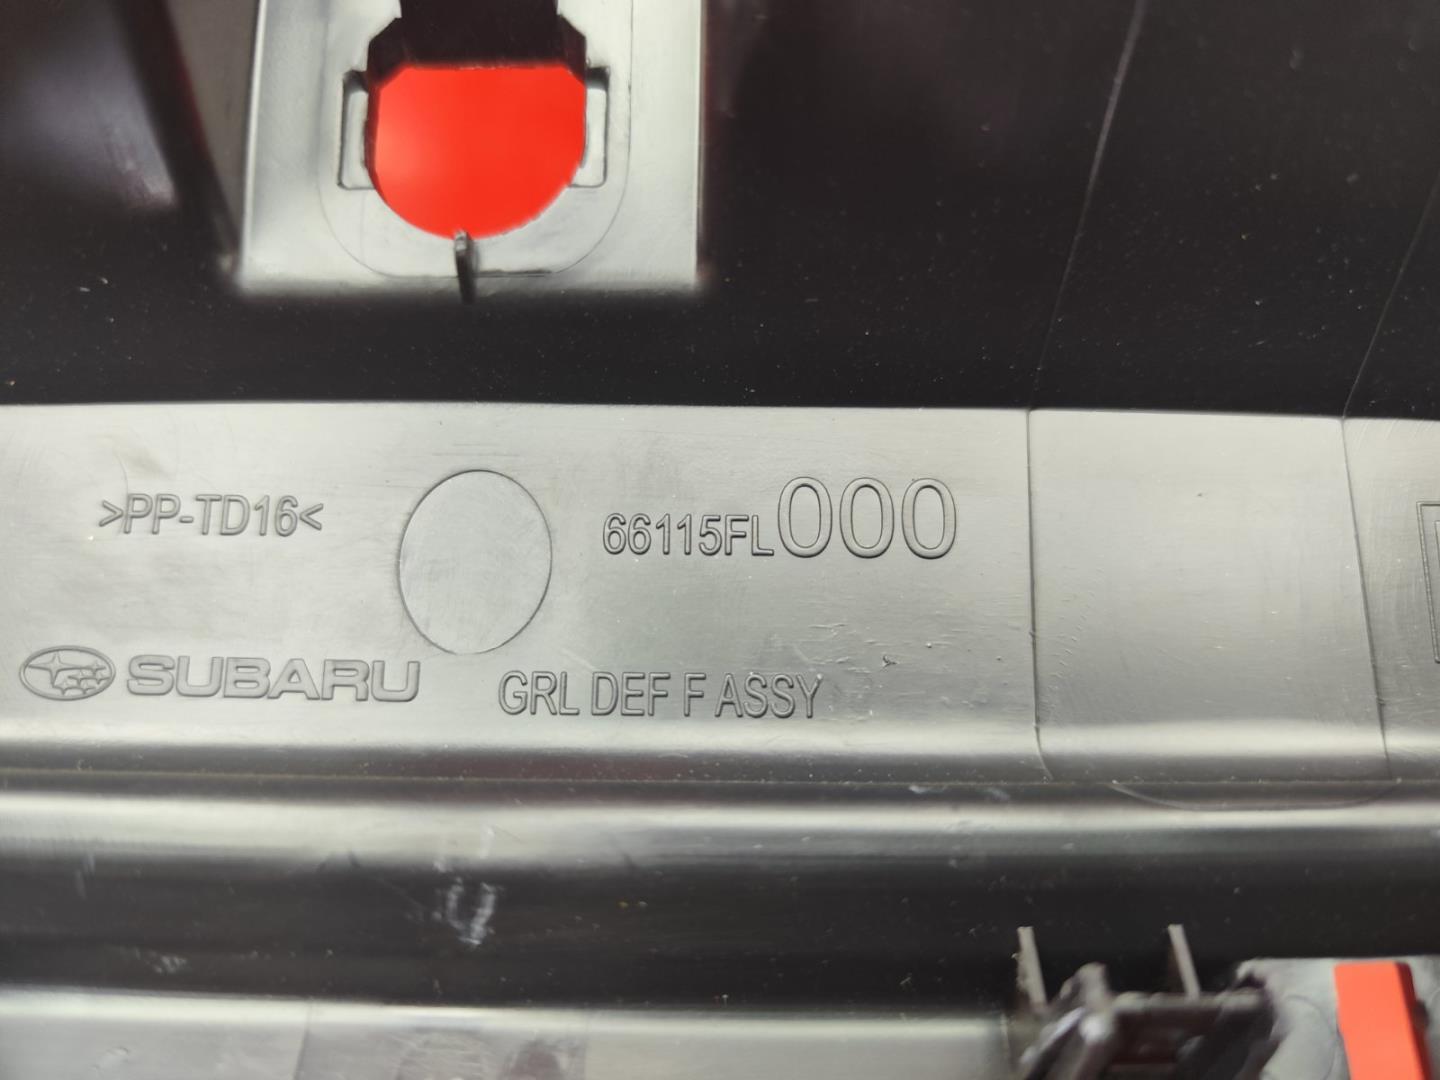 >PP-TD16<
66115FL000
SUBARU
GRL DEF F ASSY